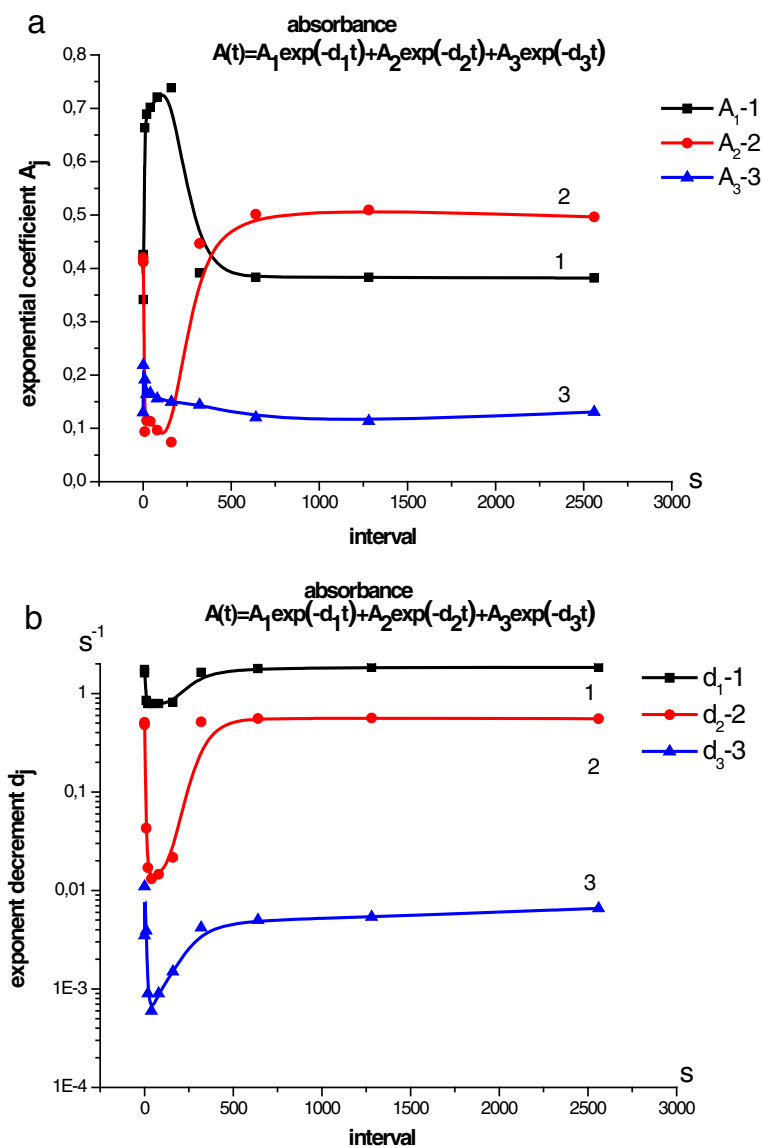 a
absorbance
A(t)=A1exp(-d1t)+A2exp(-d2t)+A3exp(-d3t)
0,8
0,7
0,6
0,5
0,4
0,3
0,2
0,1
0,0
exponential coefficient Aj
A1-1
A2-2
A3-3
2
1
3
0
500
1000
1500
2000
2500
3000
s
interval
b
absorbance
A(t)=A1exp(-d1t)+A2exp(-d2t)+A3exp(-d3t)
s-1
1
0,1
0,01
1E-3
1E-4
exponent decrement dj
d1-1
d2-2
d3-3
1
2
3
s
0
500
1000
1500
2000
2500
3000
interval